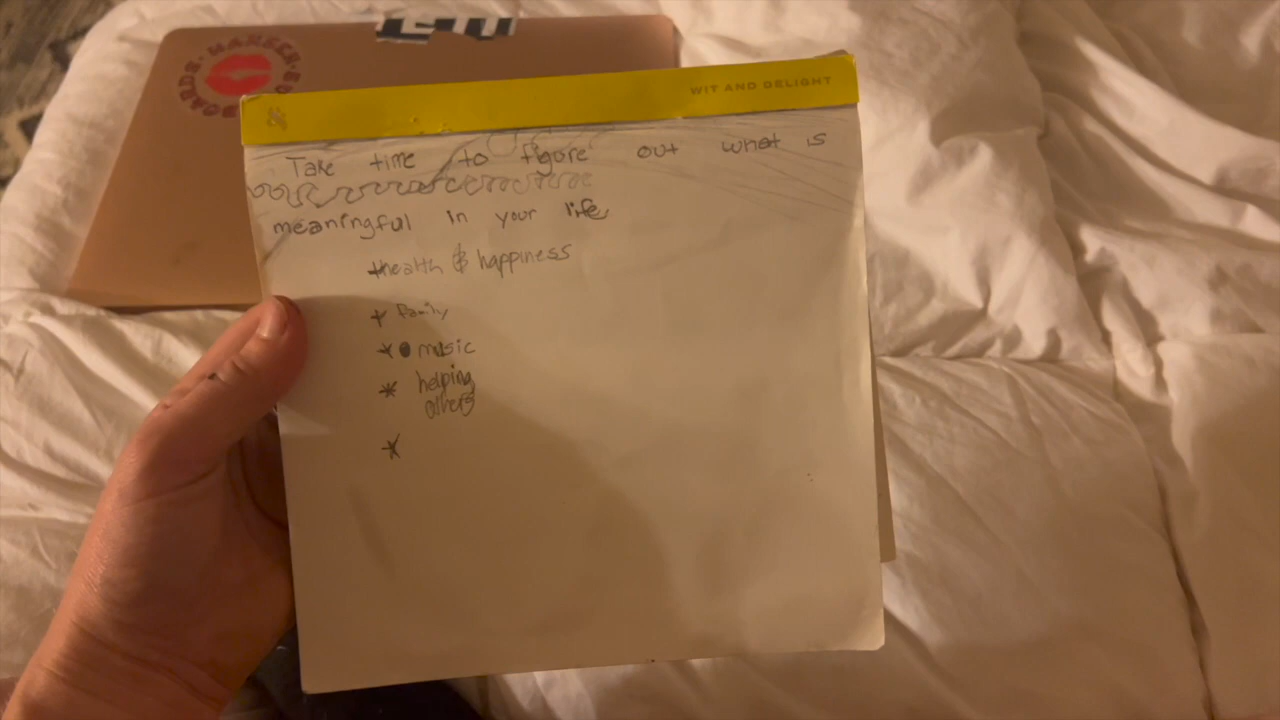 WIT AND DELIGHT
Take time to figure out what is
meaningful in your life
health & happiness
* family
* music
* helping
others
*